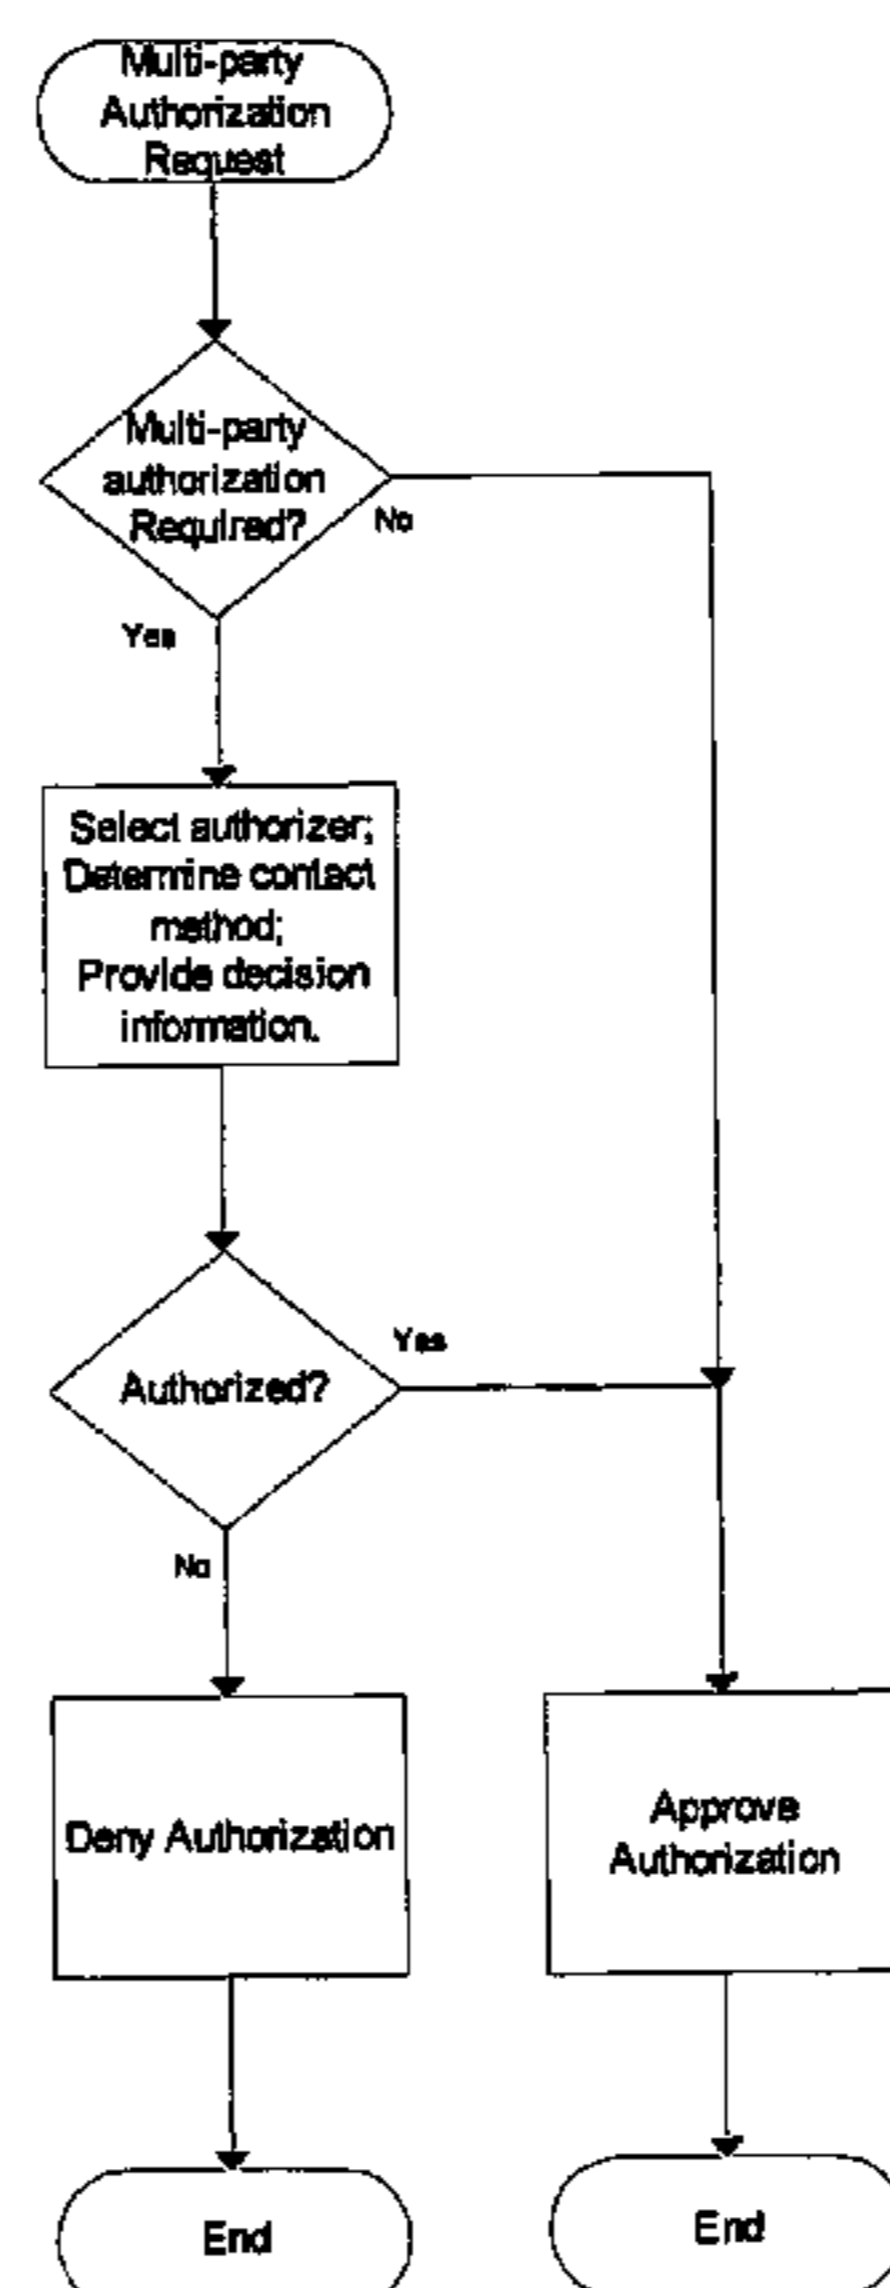 Multi-party
Authorization
Request
Multi-party
authorization
Required?
No
Yes
Select authorizer;
Determine contact
method;
Provide decision
information.
Yes
Authorized?
No
Deny Authorization
Approve
Authorization
End
End